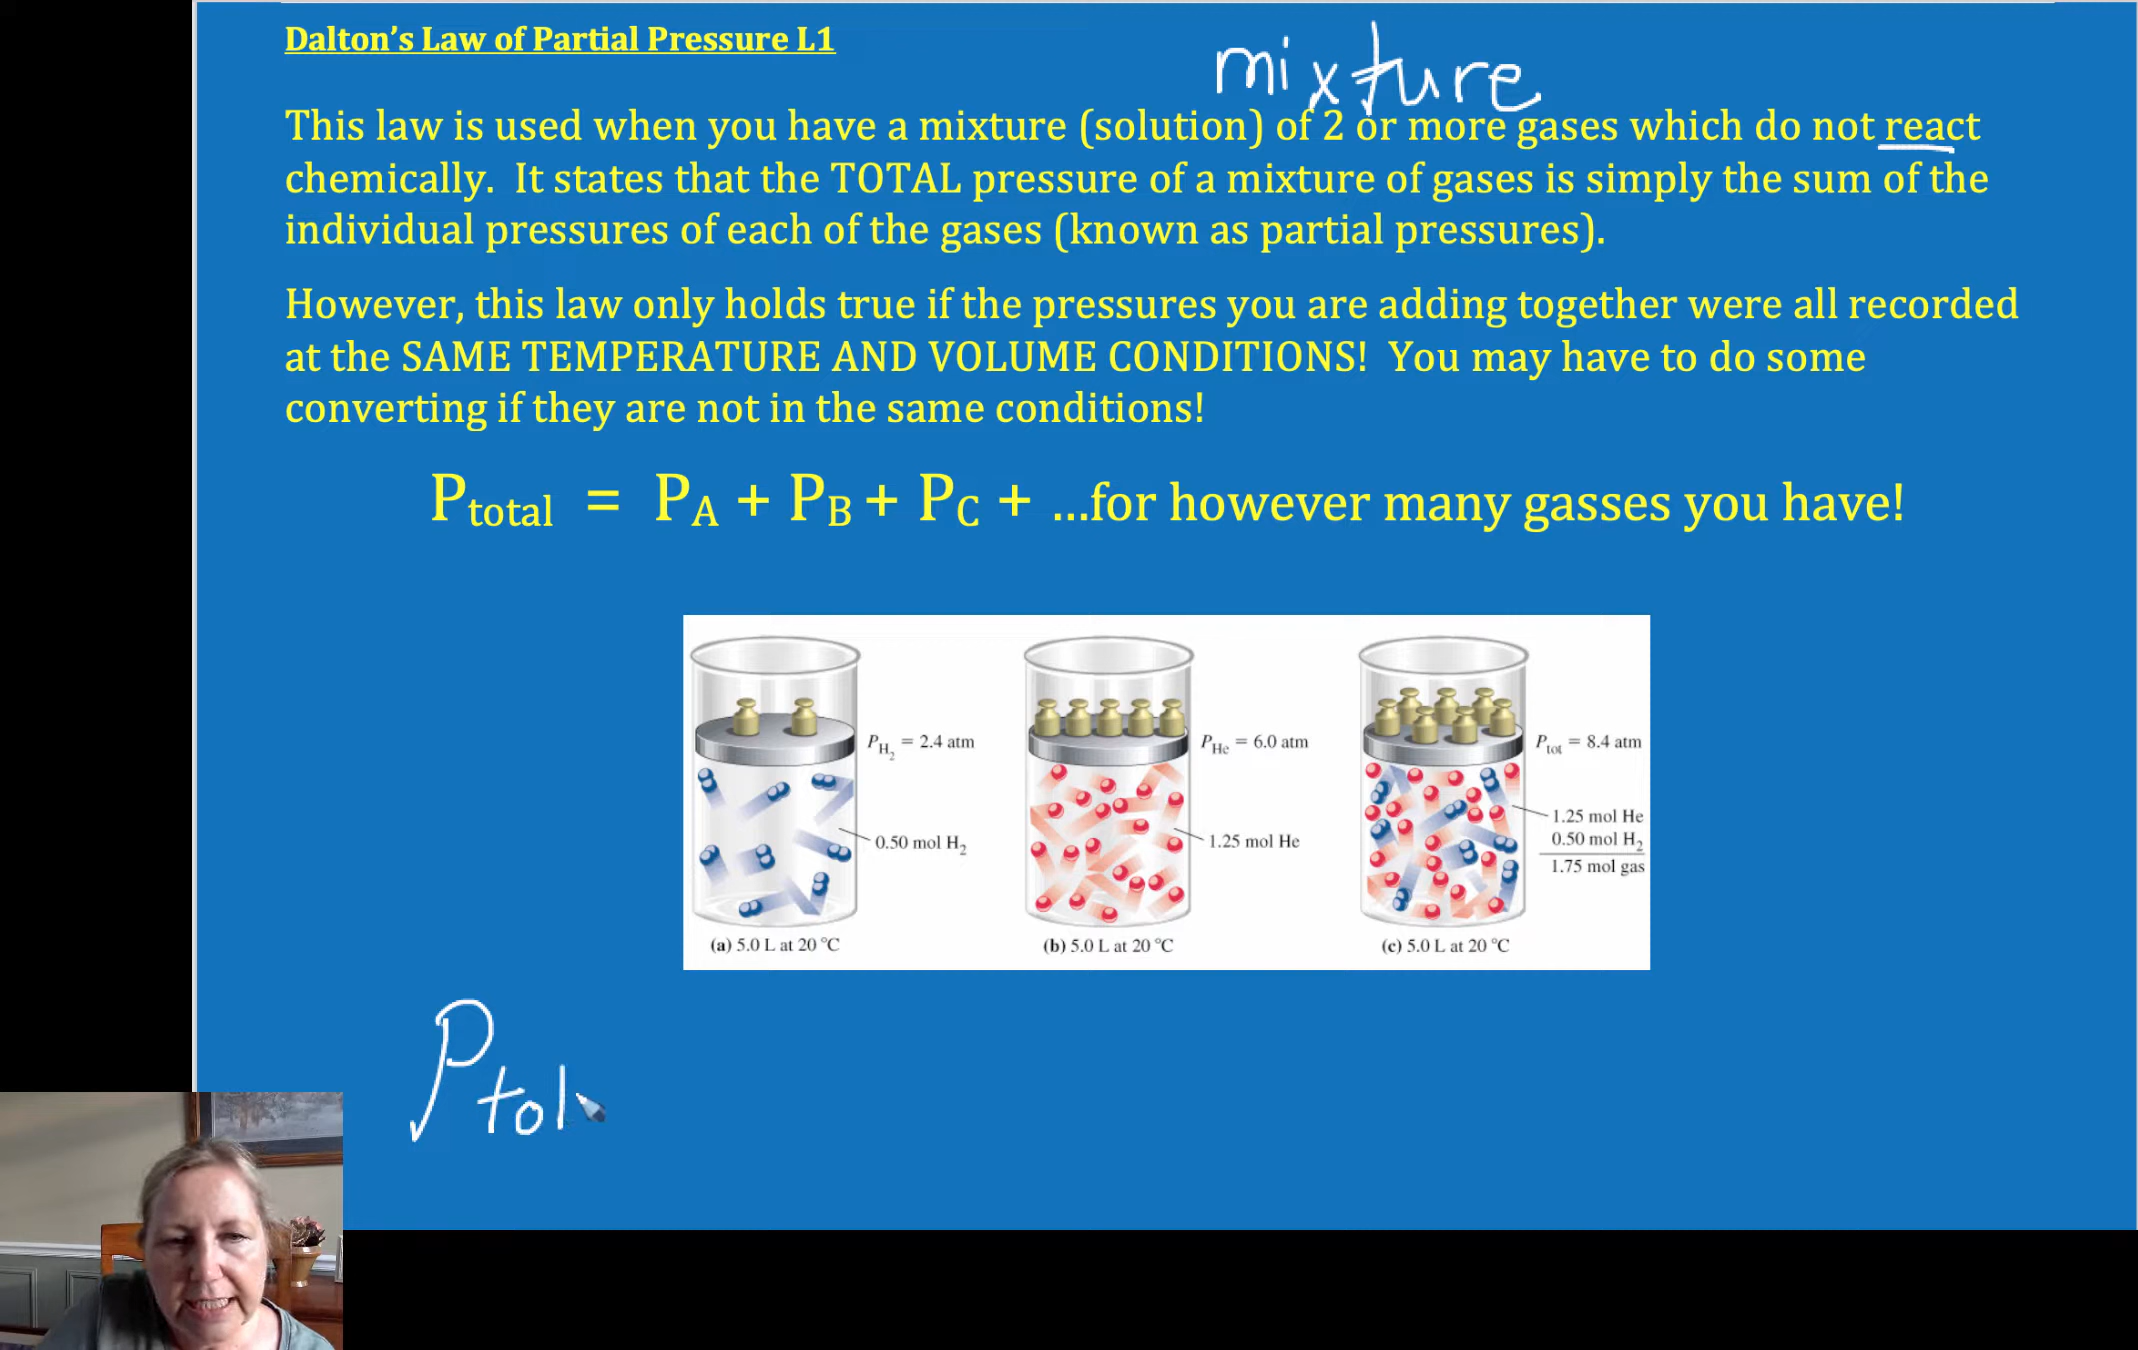 Dalton's Law of Partial Pressure L1
mixture
This law is used when you have a mixture (solution) of 2 or more gases which do not react
chemically. It states that the TOTAL pressure of a mixture of gases is simply the sum of the
individual pressures of each of the gases (known as partial pressures).
However, this law only holds true if the pressures you are adding together were all recorded
at the SAME TEMPERATURE AND VOLUME CONDITIONS! You may have to do some
converting if they are not in the same conditions!
Ptotal = PA + PB + PC + ...for however many gasses you have!
PH2 = 2.4 atm
0.50 mol H2
(a) 5.0 L at 20 °C
PHe = 6.0 atm
1.25 mol He
(b) 5.0 L at 20 °C
Ptot = 8.4 atm
1.25 mol He
0.50 mol H2
1.75 mol gas
(c) 5.0 L at 20 °C
Ptol